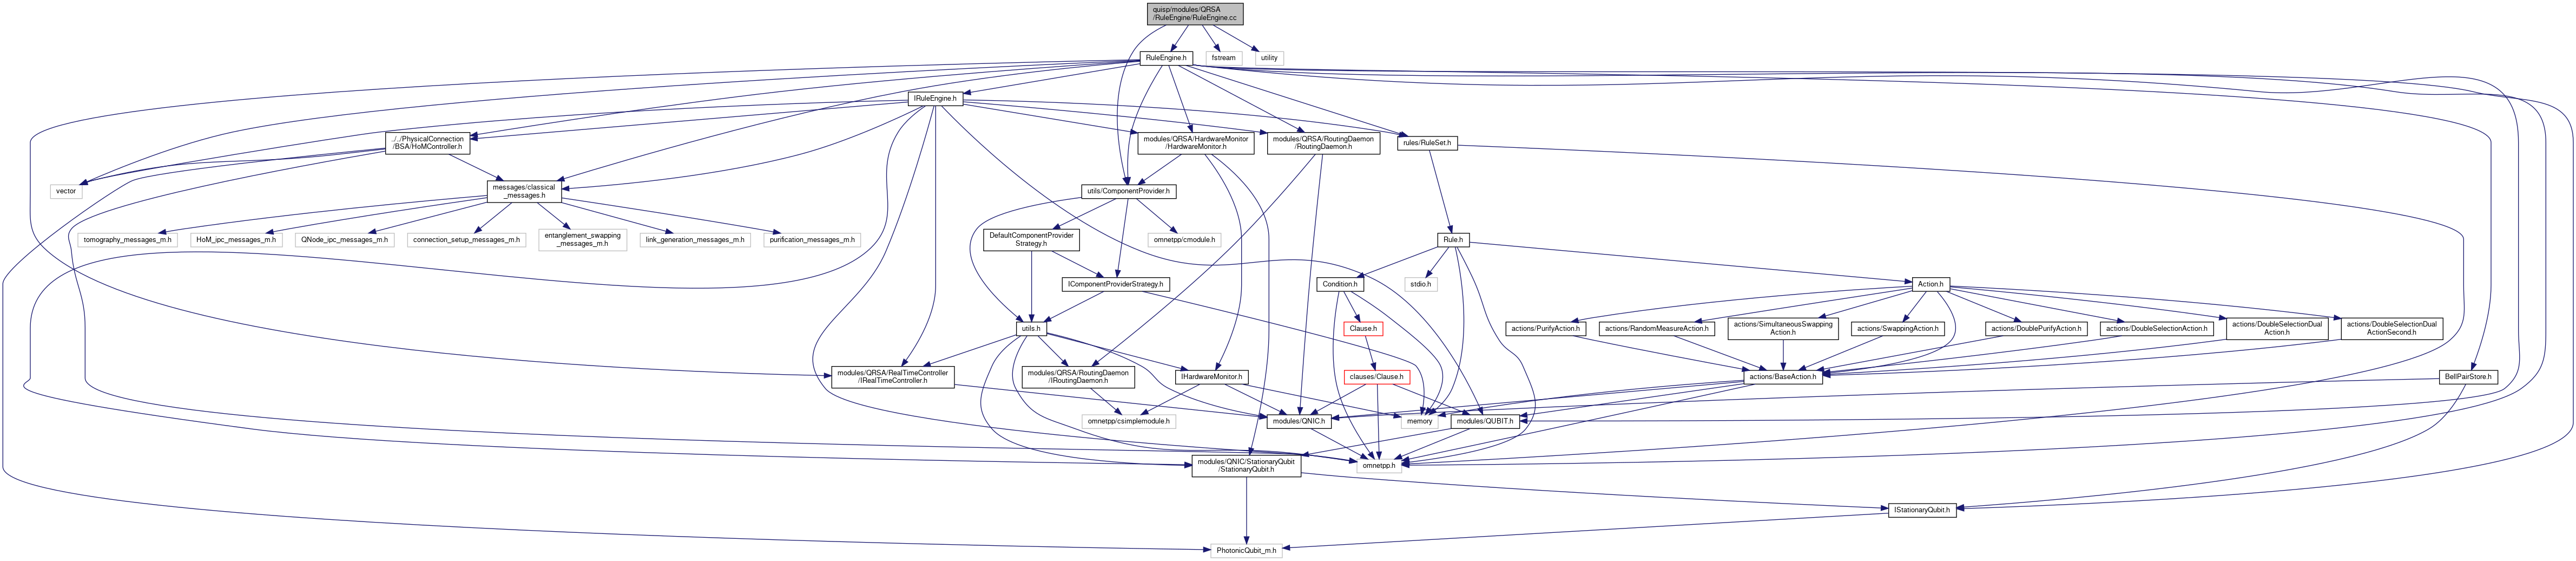 quisp/modules/QRSA
/RuleEngine/RuleEngine.cc
RuleEngine.h
fstream
utility
IRuleEngine.h
../../PhysicalConnection
/BSA/HoMController.h
modules/QRSA/HardwareMonitor
/HardwareMonitor.h
modules/QRSA/RoutingDaemon
/RoutingDaemon.h
rules/RuleSet.h
vector
messages/classical
_messages.h
utils/ComponentProvider.h
tomography_messages_m.h
HoM_ipc_messages_m.h
QNode_ipc_messages_m.h
connection_setup_messages_m.h
entanglement_swapping
_messages_m.h
link_generation_messages_m.h
purification_messages_m.h
DefaultComponentProvider
Strategy.h
omnetpp/cmodule.h
Rule.h
IComponentProviderStrategy.h
Condition.h
stdio.h
Action.h
utils.h
Clause.h
actions/PurifyAction.h
actions/RandomMeasureAction.h
actions/SimultaneousSwapping
Action.h
actions/SwappingAction.h
actions/DoublePurifyAction.h
actions/DoubleSelectionAction.h
actions/DoubleSelectionDual
Action.h
actions/DoubleSelectionDual
ActionSecond.h
modules/QRSA/RealTimeController
/IRealTimeController.h
modules/QRSA/RoutingDaemon
/IRoutingDaemon.h
IHardwareMonitor.h
clauses/Clause.h
actions/BaseAction.h
BellPairStore.h
omnetpp/csimplemodule.h
modules/QNIC.h
memory
modules/QUBIT.h
modules/QNIC/StationaryQubit
/StationaryQubit.h
omnetpp.h
IStationaryQubit.h
PhotonicQubit_m.h